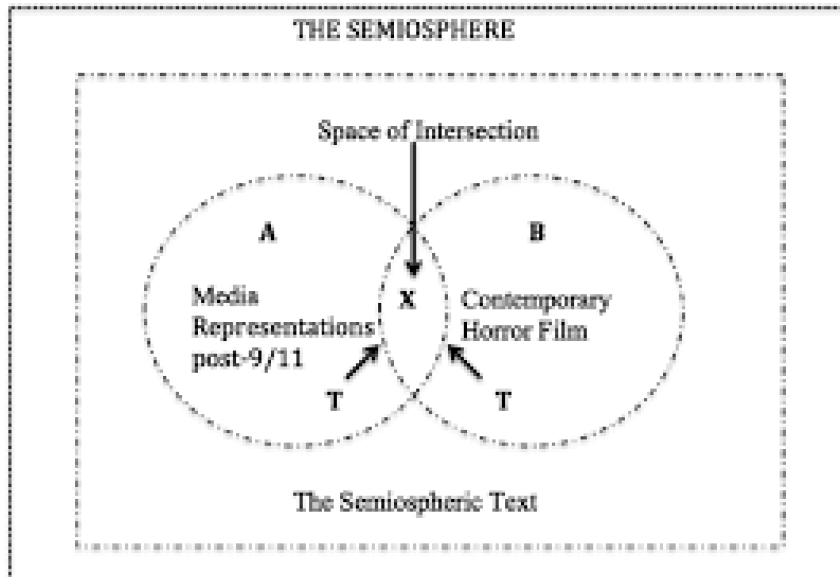 THE SEMIOSPHERE
Space of Intersection
A
B
X
Media
Representations
post-9/11
Contemporary
Horror Film
T
T
The Semiospheric Text